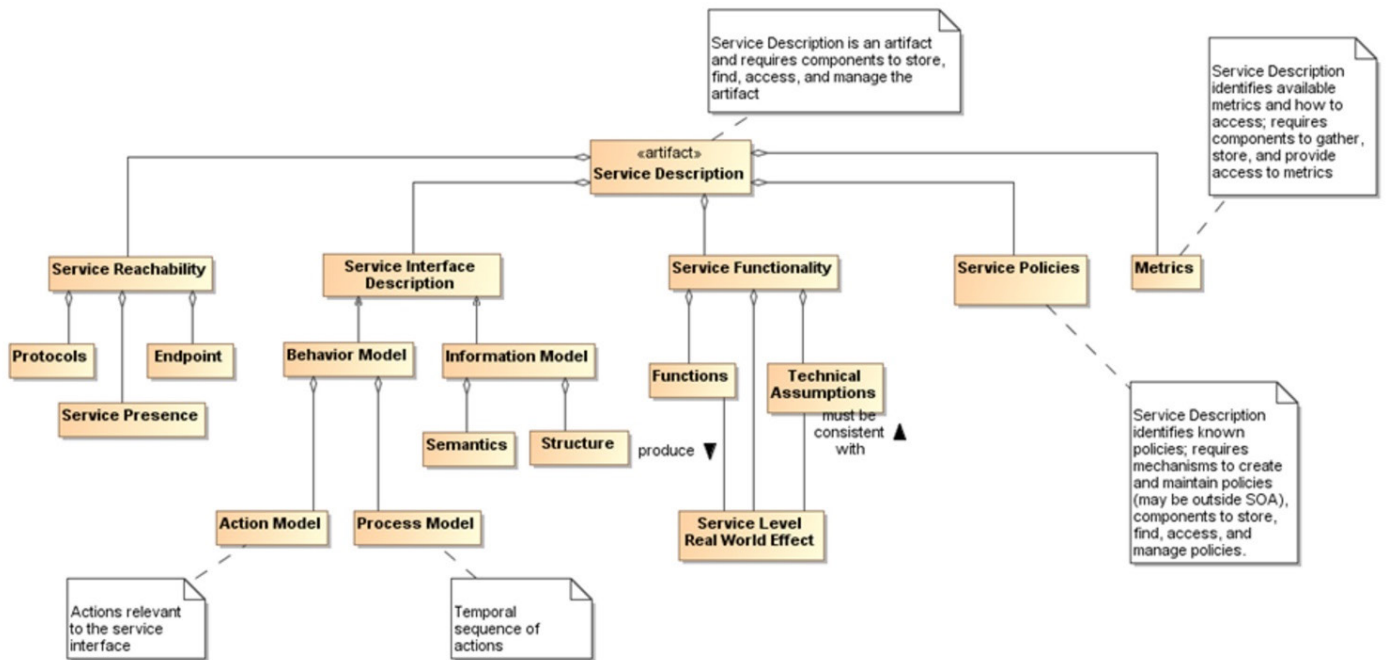 Service Description is an artifact
and requires components to store,
find, access, and manage the
artifact
Service Description
identifies available
metrics and how to
access; requires
components to gather,
store, and provide
access to metrics
«artifact»
Service Description
Service Reachability
Service Interface
Description
Service Functionality
Service Policies
Metrics
Protocols
Endpoint
Service Presence
Behavior Model
Information Model
Semantics
Structure
Functions
Technical
Assumptions
produce
must be
consistent
with
Action Model
Process Model
Service Level
Real World Effect
Service Description
identifies known
policies; requires
mechanisms to create
and maintain policies
(may be outside SOA),
components to store,
find, access, and
manage policies.
Actions relevant
to the service
interface
Temporal
sequence of
actions